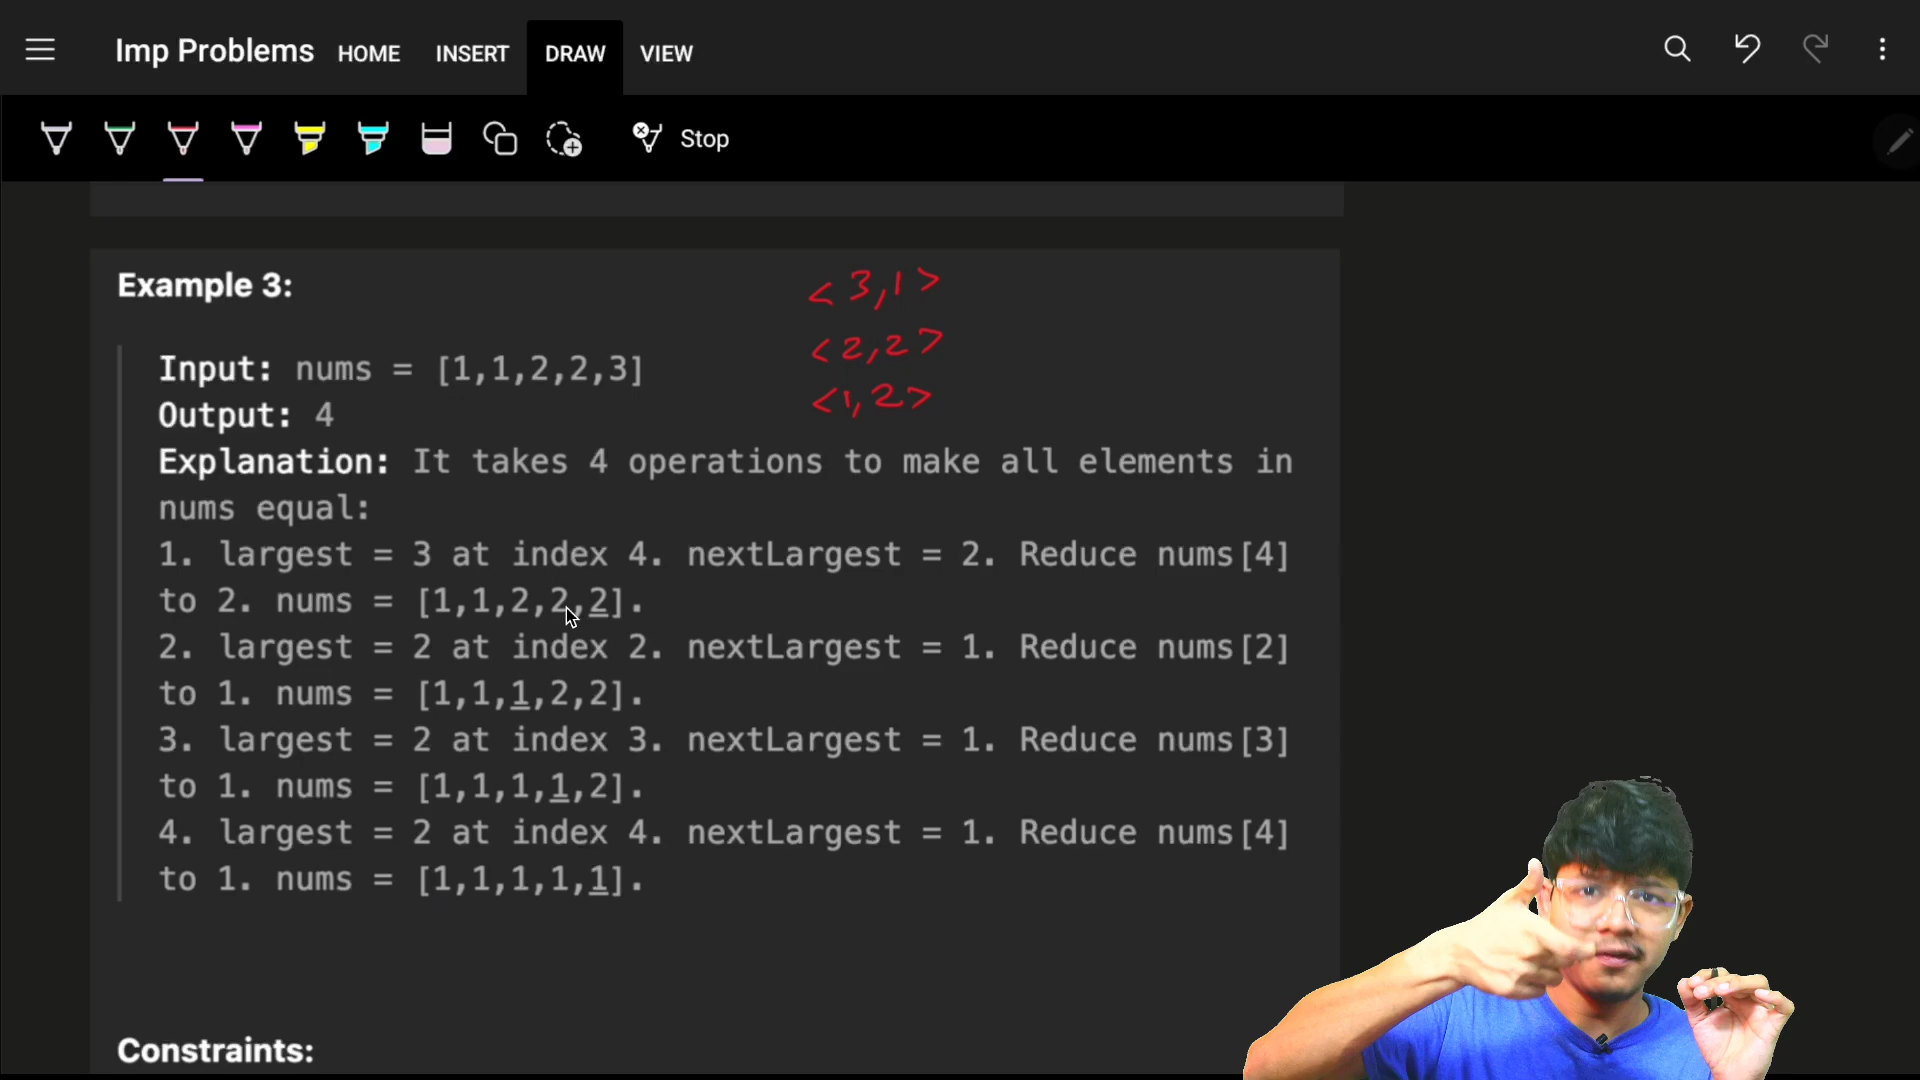 Imp Problems HOME INSERT DRAW VIEW
Stop
Example 3:
<3,1>
<2,2>
<1,2>
Input: nums = [1,1,2,2,3]
Output: 4
Explanation: It takes 4 operations to make all elements in
nums equal:
1. largest = 3 at index 4. nextLargest = 2. Reduce nums[4]
to 2. nums = [1,1,2,2,2].
2. largest = 2 at index 2. nextLargest = 1. Reduce nums[2]
to 1. nums = [1,1,1,2,2].
3. largest = 2 at index 3. nextLargest = 1. Reduce nums[3]
to 1. nums = [1,1,1,1,2].
4. largest = 2 at index 4. nextLargest = 1. Reduce nums[4]
to 1. nums = [1,1,1,1,1].
Constraints: